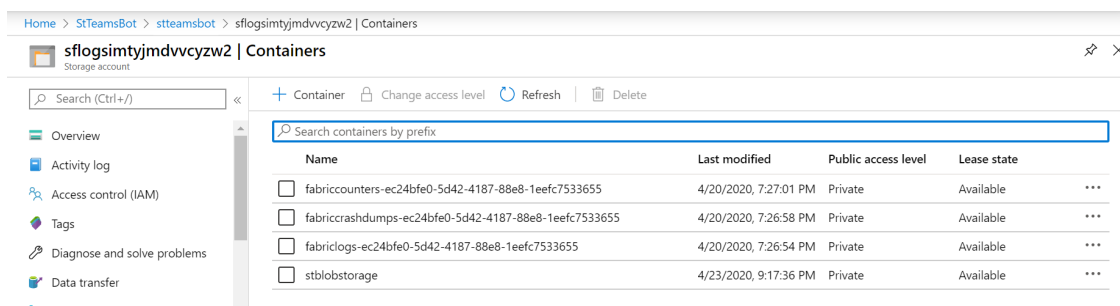 Home > StTeamsBot > stteamsbot > sflogsimtyjmdvvcyzw2 | Containers
sflogsimtyjmdvvcyzw2 | Containers
Storage account
Search (Ctrl+/)
«
Overview
Activity log
Access control (IAM)
Tags
Diagnose and solve problems
Data transfer
+ Container Change access level Refresh | Delete
Search containers by prefix
Name Last modified Public access level Lease state
fabriccounters-ec24bfe0-5d42-4187-88e8-1eefc7533655 4/20/2020, 7:27:01 PM Private Available ...
fabriccrashdumps-ec24bfe0-5d42-4187-88e8-1eefc7533655 4/20/2020, 7:26:58 PM Private Available ...
fabriclogs-ec24bfe0-5d42-4187-88e8-1eefc7533655 4/20/2020, 7:26:54 PM Private Available ...
stblobstorage 4/23/2020, 9:17:36 PM Private Available ...